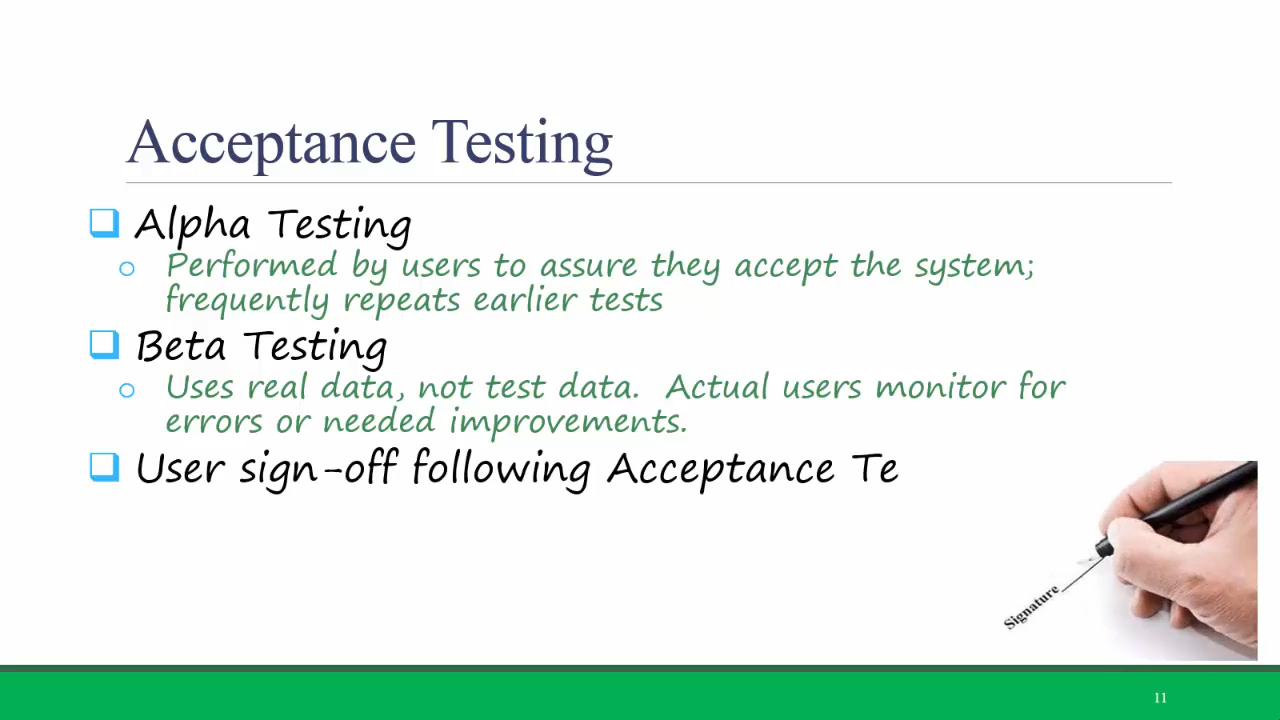 Acceptance Testing
Alpha Testing
Performed by users to assure they accept the system;
frequently repeats earlier tests
Beta Testing
Uses real data, not test data. Actual users monitor for
errors or needed improvements.
User sign-off following Acceptance Te
Signature
11